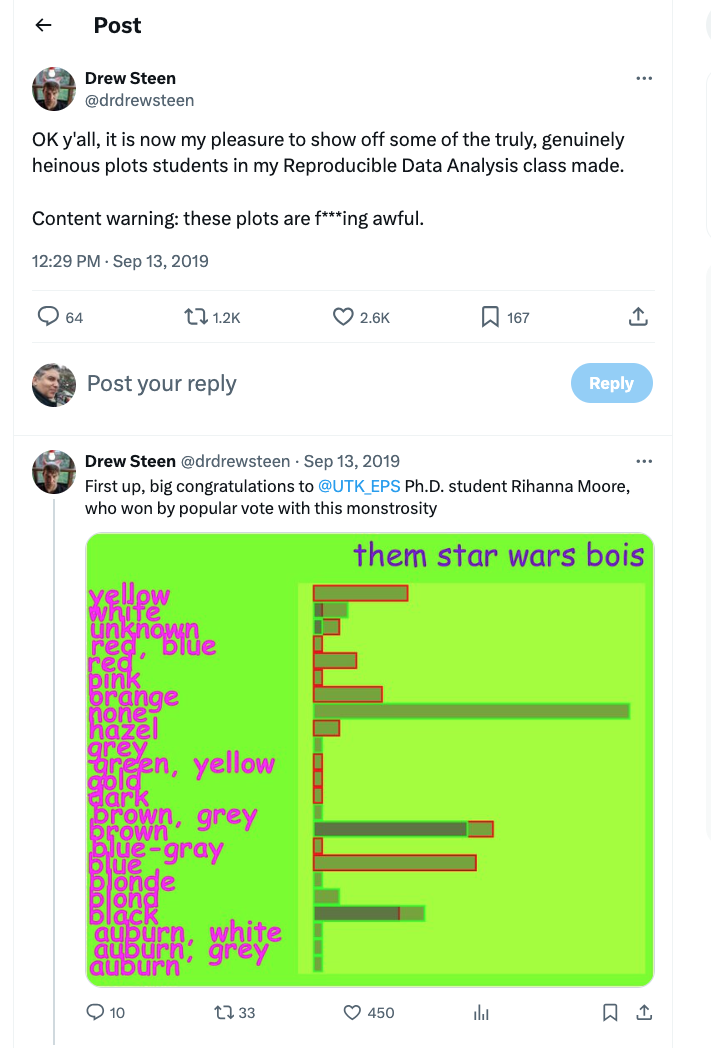 Post
Drew Steen
@drdrewsteen
OK y'all, it is now my pleasure to show off some of the truly, genuinely
heinous plots students in my Reproducible Data Analysis class made.
Content warning: these plots are f***ing awful.
12:29 PM · Sep 13, 2019
64 1.2K 2.6K 167
Post your reply
Reply
Drew Steen @drdrewsteen · Sep 13, 2019
First up, big congratulations to @UTK_EPS Ph.D. student Rihanna Moore,
who won by popular vote with this monstrosity
them star wars bois
yellow
white
unknown
red, blue
red
pink
orange
none
hazel
grey
green, yellow
gold
dark
brown, grey
brown
blue-gray
blue
blonde
blond
black
auburn, white
auburn, grey
auburn
10 33 450